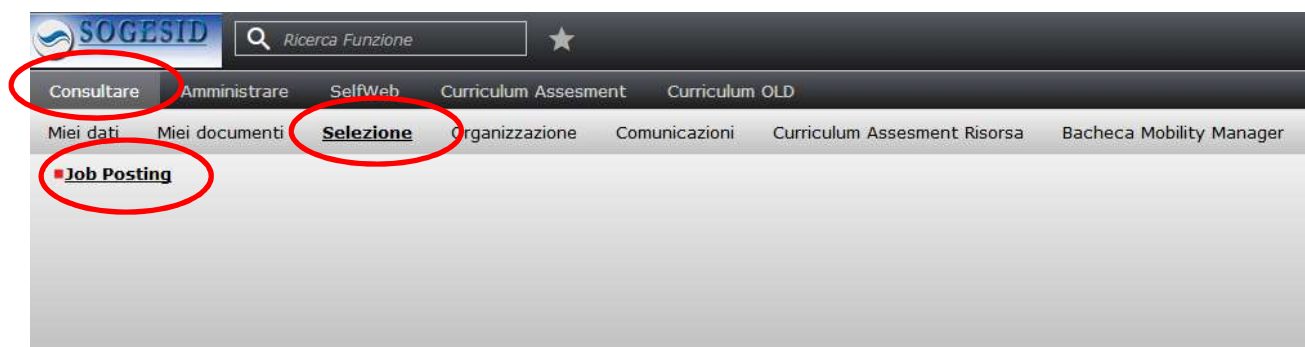 SOGESID
Ricerca Funzione
Consultare Amministrare SelfWeb Curriculum Assesment Curriculum OLD
Miei dati Miei documenti Selezione Organizzazione Comunicazioni Curriculum Assesment Risorsa Bacheca Mobility Manager
Job Posting